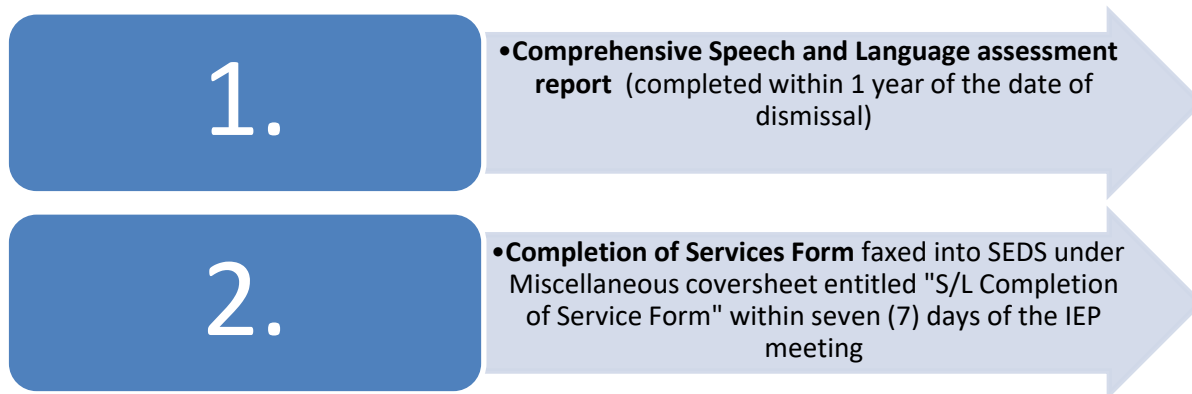 1.
•Comprehensive Speech and Language assessment
report (completed within 1 year of the date of
dismissal)
2.
•Completion of Services Form faxed into SEDS under
Miscellaneous coversheet entitled "S/L Completion
of Service Form" within seven (7) days of the IEP
meeting